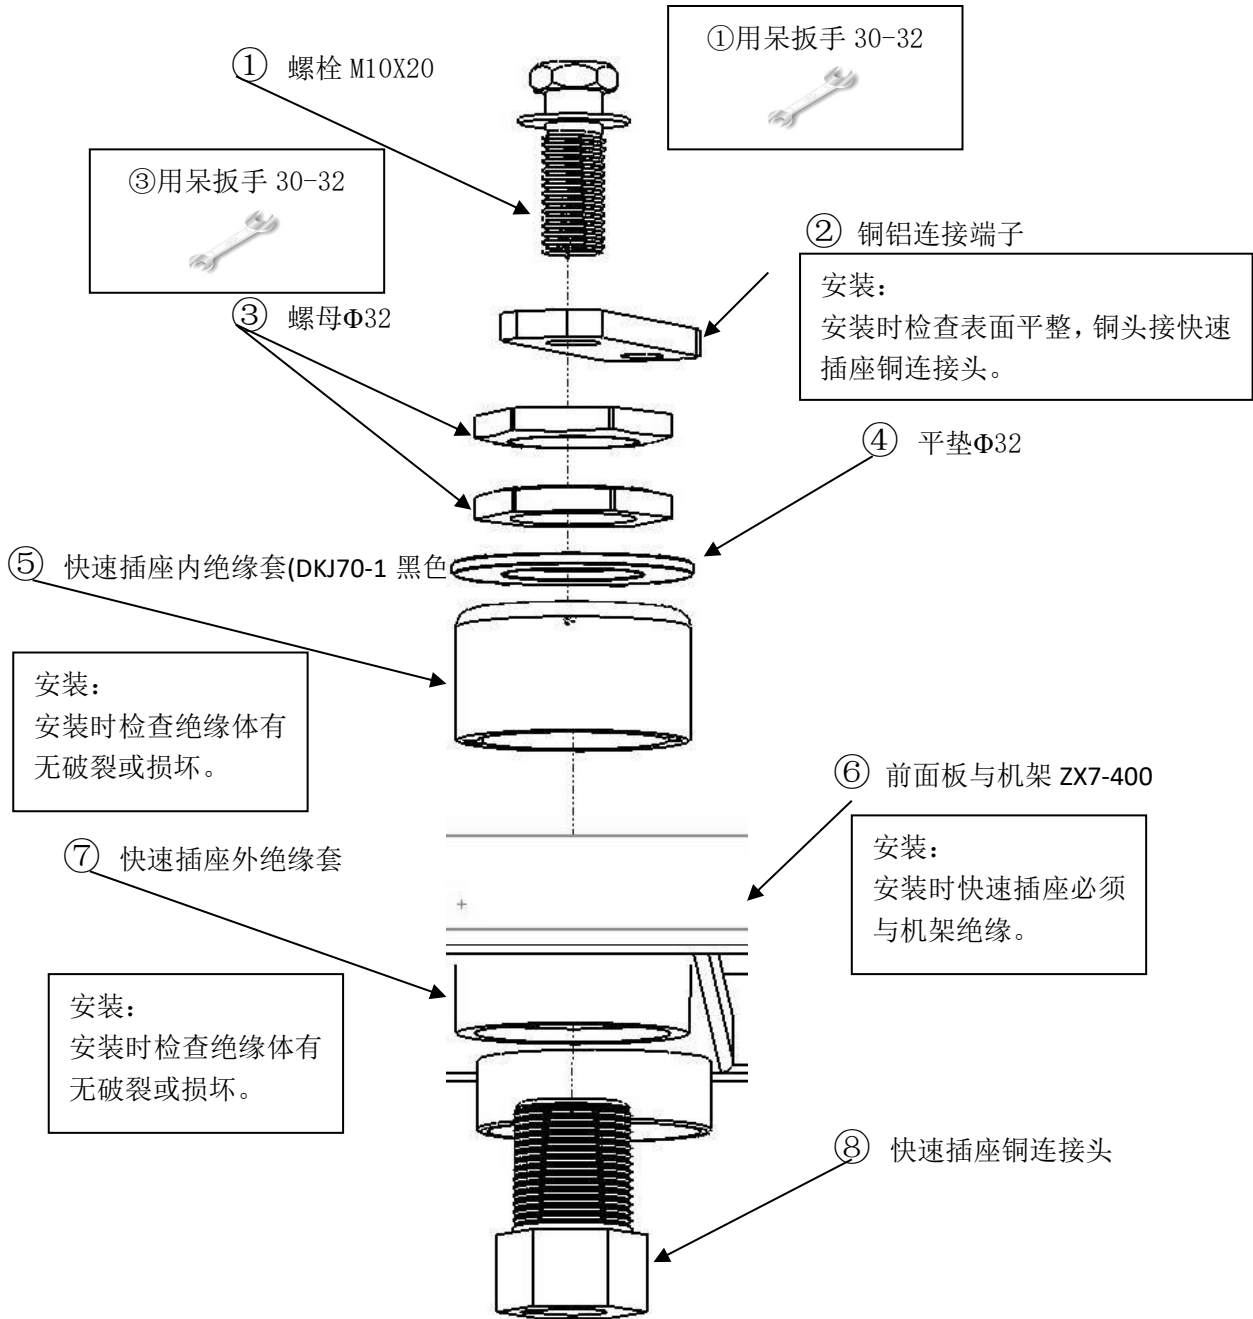 ①用呆扳手 30-32
① 螺栓 M10X20
③用呆扳手 30-32
② 铜铝连接端子
安装：
安装时检查表面平整，铜头接快速
插座铜连接头。
③ 螺母Φ32
④ 平垫Φ32
⑤ 快速插座内绝缘套(DKJ70-1 黑色
安装：
安装时检查绝缘体有
无破裂或损坏。
⑥ 前面板与机架 ZX7-400
安装：
安装时快速插座必须
与机架绝缘。
⑦ 快速插座外绝缘套
安装：
安装时检查绝缘体有
无破裂或损坏。
⑧ 快速插座铜连接头